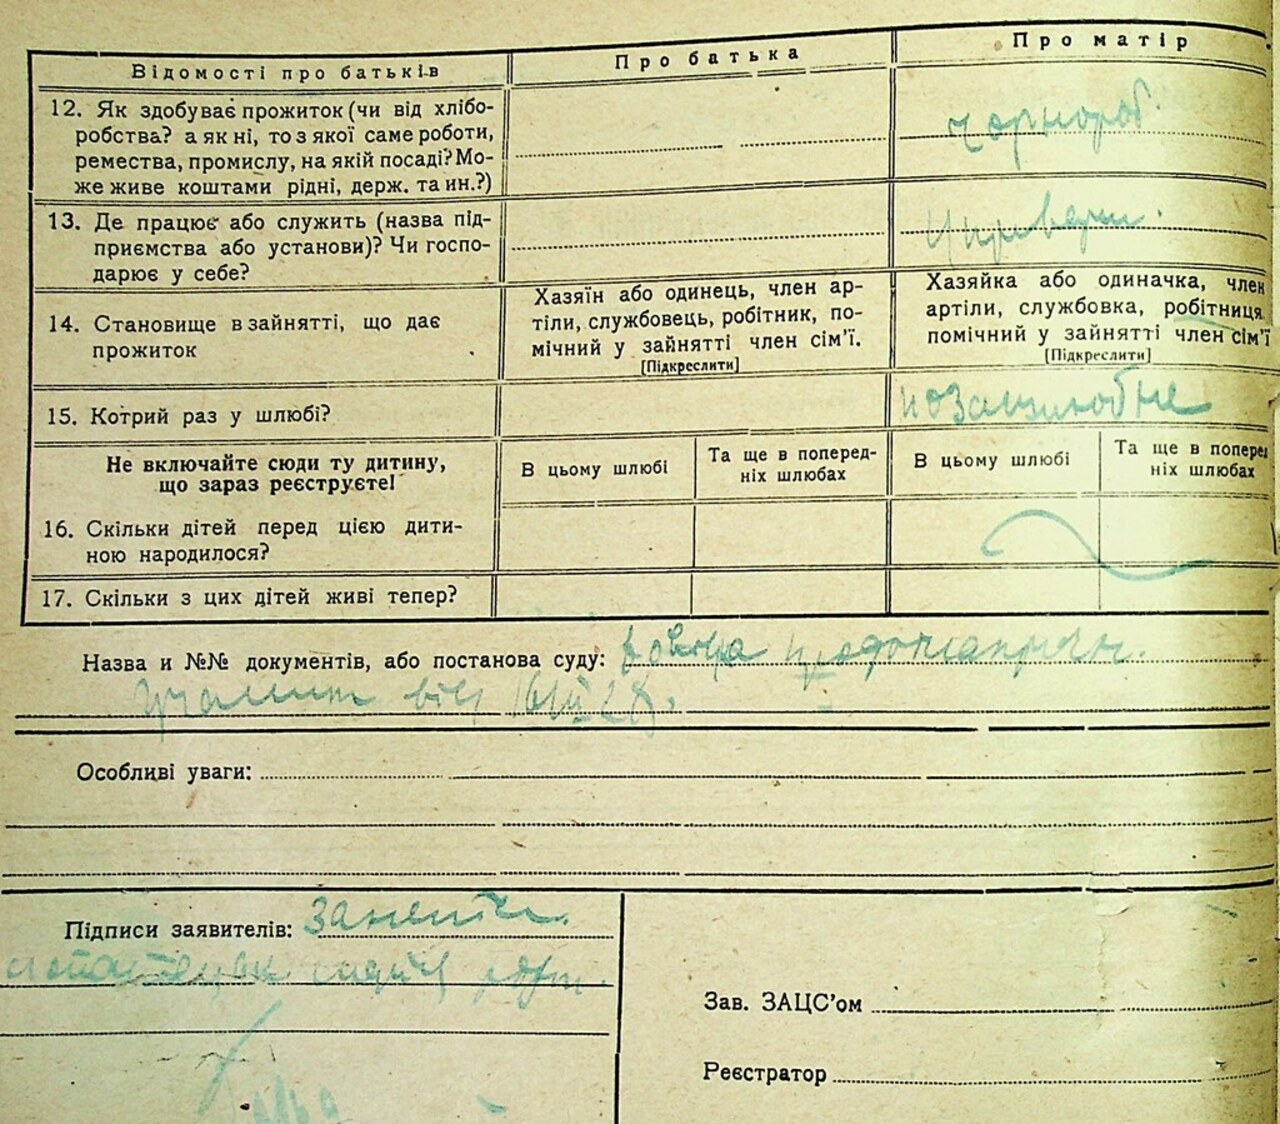 Відомості про батьків
Про батька
Про матір
12. Як здобуває прожиток (чи від хлібо-
робства? а як ні, то з якої саме роботи,
ремества, промислу, на якій посаді? Мо-
же живе коштами рідні, держ. та ин.?)
чорнороб.
13. Де працює або служить (назва під-
приємства або установи)? Чи госпо-
дарює у себе?
14. Становище в зайнятті, що дає
прожиток
Хазяїн або одинець, член ар-
тіли, службовець, робітник, по-
мічний у зайнятті член сім'ї.
[Підкреслити]
Хазяйка або одиначка, член
артіли, службовка, робітниця
помічний у зайнятті член сім'ї
[Підкреслити]
15. Котрий раз у шлюбі?
позашлюбне
Не включайте сюди ту дитину,
що зараз реєструєте!
В цьому шлюбі
Та ще в поперед-
ніх шлюбах
В цьому шлюбі
Та ще в поперед
ніх шлюбах
16. Скільки дітей перед цією дити-
ною народилося?
17. Скільки з цих дітей живі тепер?
Назва и №№ документів, або постанова суду:
від
Особливі уваги:
Підписи заявителів:
Зав. ЗАЦС'ом
Реєстратор